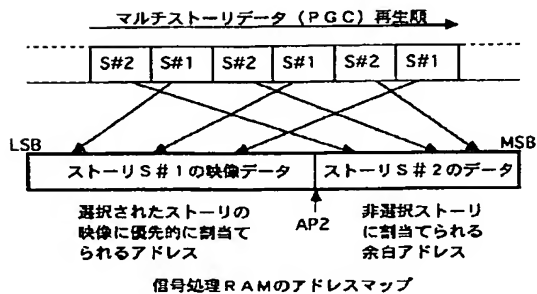 マルチストーリデータ(PGC)再生順
S#2 S#1 S#2 S#1 S#2 S#1
LSB MSB
ストーリS#1の映像データ ストーリS#2のデータ
AP2
選択されたストーリの
映像に優先的に割当て
られるアドレス
非選択ストーリ
に割当てられる
余白アドレス
信号処理RAMのアドレスマップ